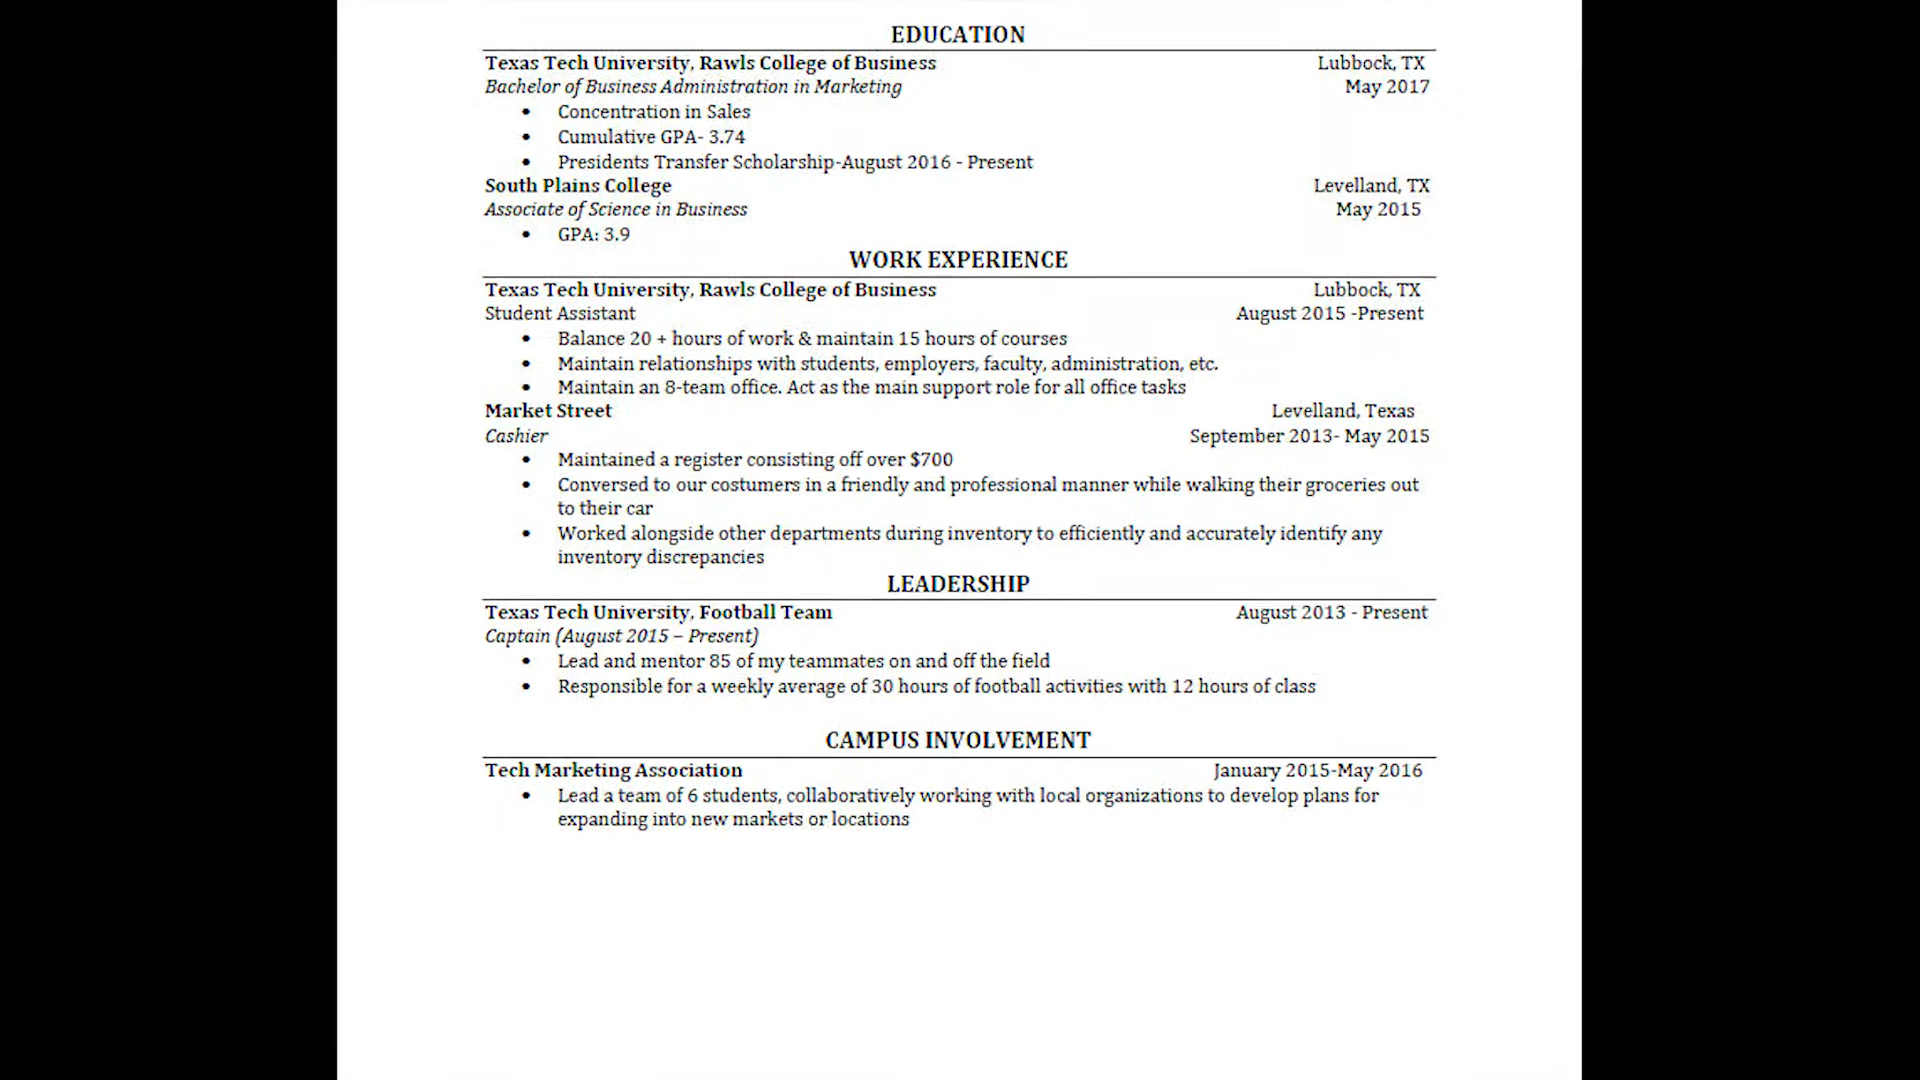 EDUCATION
Texas Tech University, Rawls College of Business Lubbock, TX
Bachelor of Business Administration in Marketing May 2017
• Concentration in Sales
• Cumulative GPA- 3.74
• Presidents Transfer Scholarship-August 2016 - Present
South Plains College Levelland, TX
Associate of Science in Business May 2015
• GPA: 3.9
WORK EXPERIENCE
Texas Tech University, Rawls College of Business Lubbock, TX
Student Assistant August 2015 -Present
• Balance 20 + hours of work & maintain 15 hours of courses
• Maintain relationships with students, employers, faculty, administration, etc.
• Maintain an 8-team office. Act as the main support role for all office tasks
Market Street Levelland, Texas
Cashier September 2013- May 2015
• Maintained a register consisting off over $700
• Conversed to our costumers in a friendly and professional manner while walking their groceries out
to their car
• Worked alongside other departments during inventory to efficiently and accurately identify any
inventory discrepancies
LEADERSHIP
Texas Tech University, Football Team August 2013 - Present
Captain (August 2015 – Present)
• Lead and mentor 85 of my teammates on and off the field
• Responsible for a weekly average of 30 hours of football activities with 12 hours of class
CAMPUS INVOLVEMENT
Tech Marketing Association January 2015-May 2016
• Lead a team of 6 students, collaboratively working with local organizations to develop plans for
expanding into new markets or locations